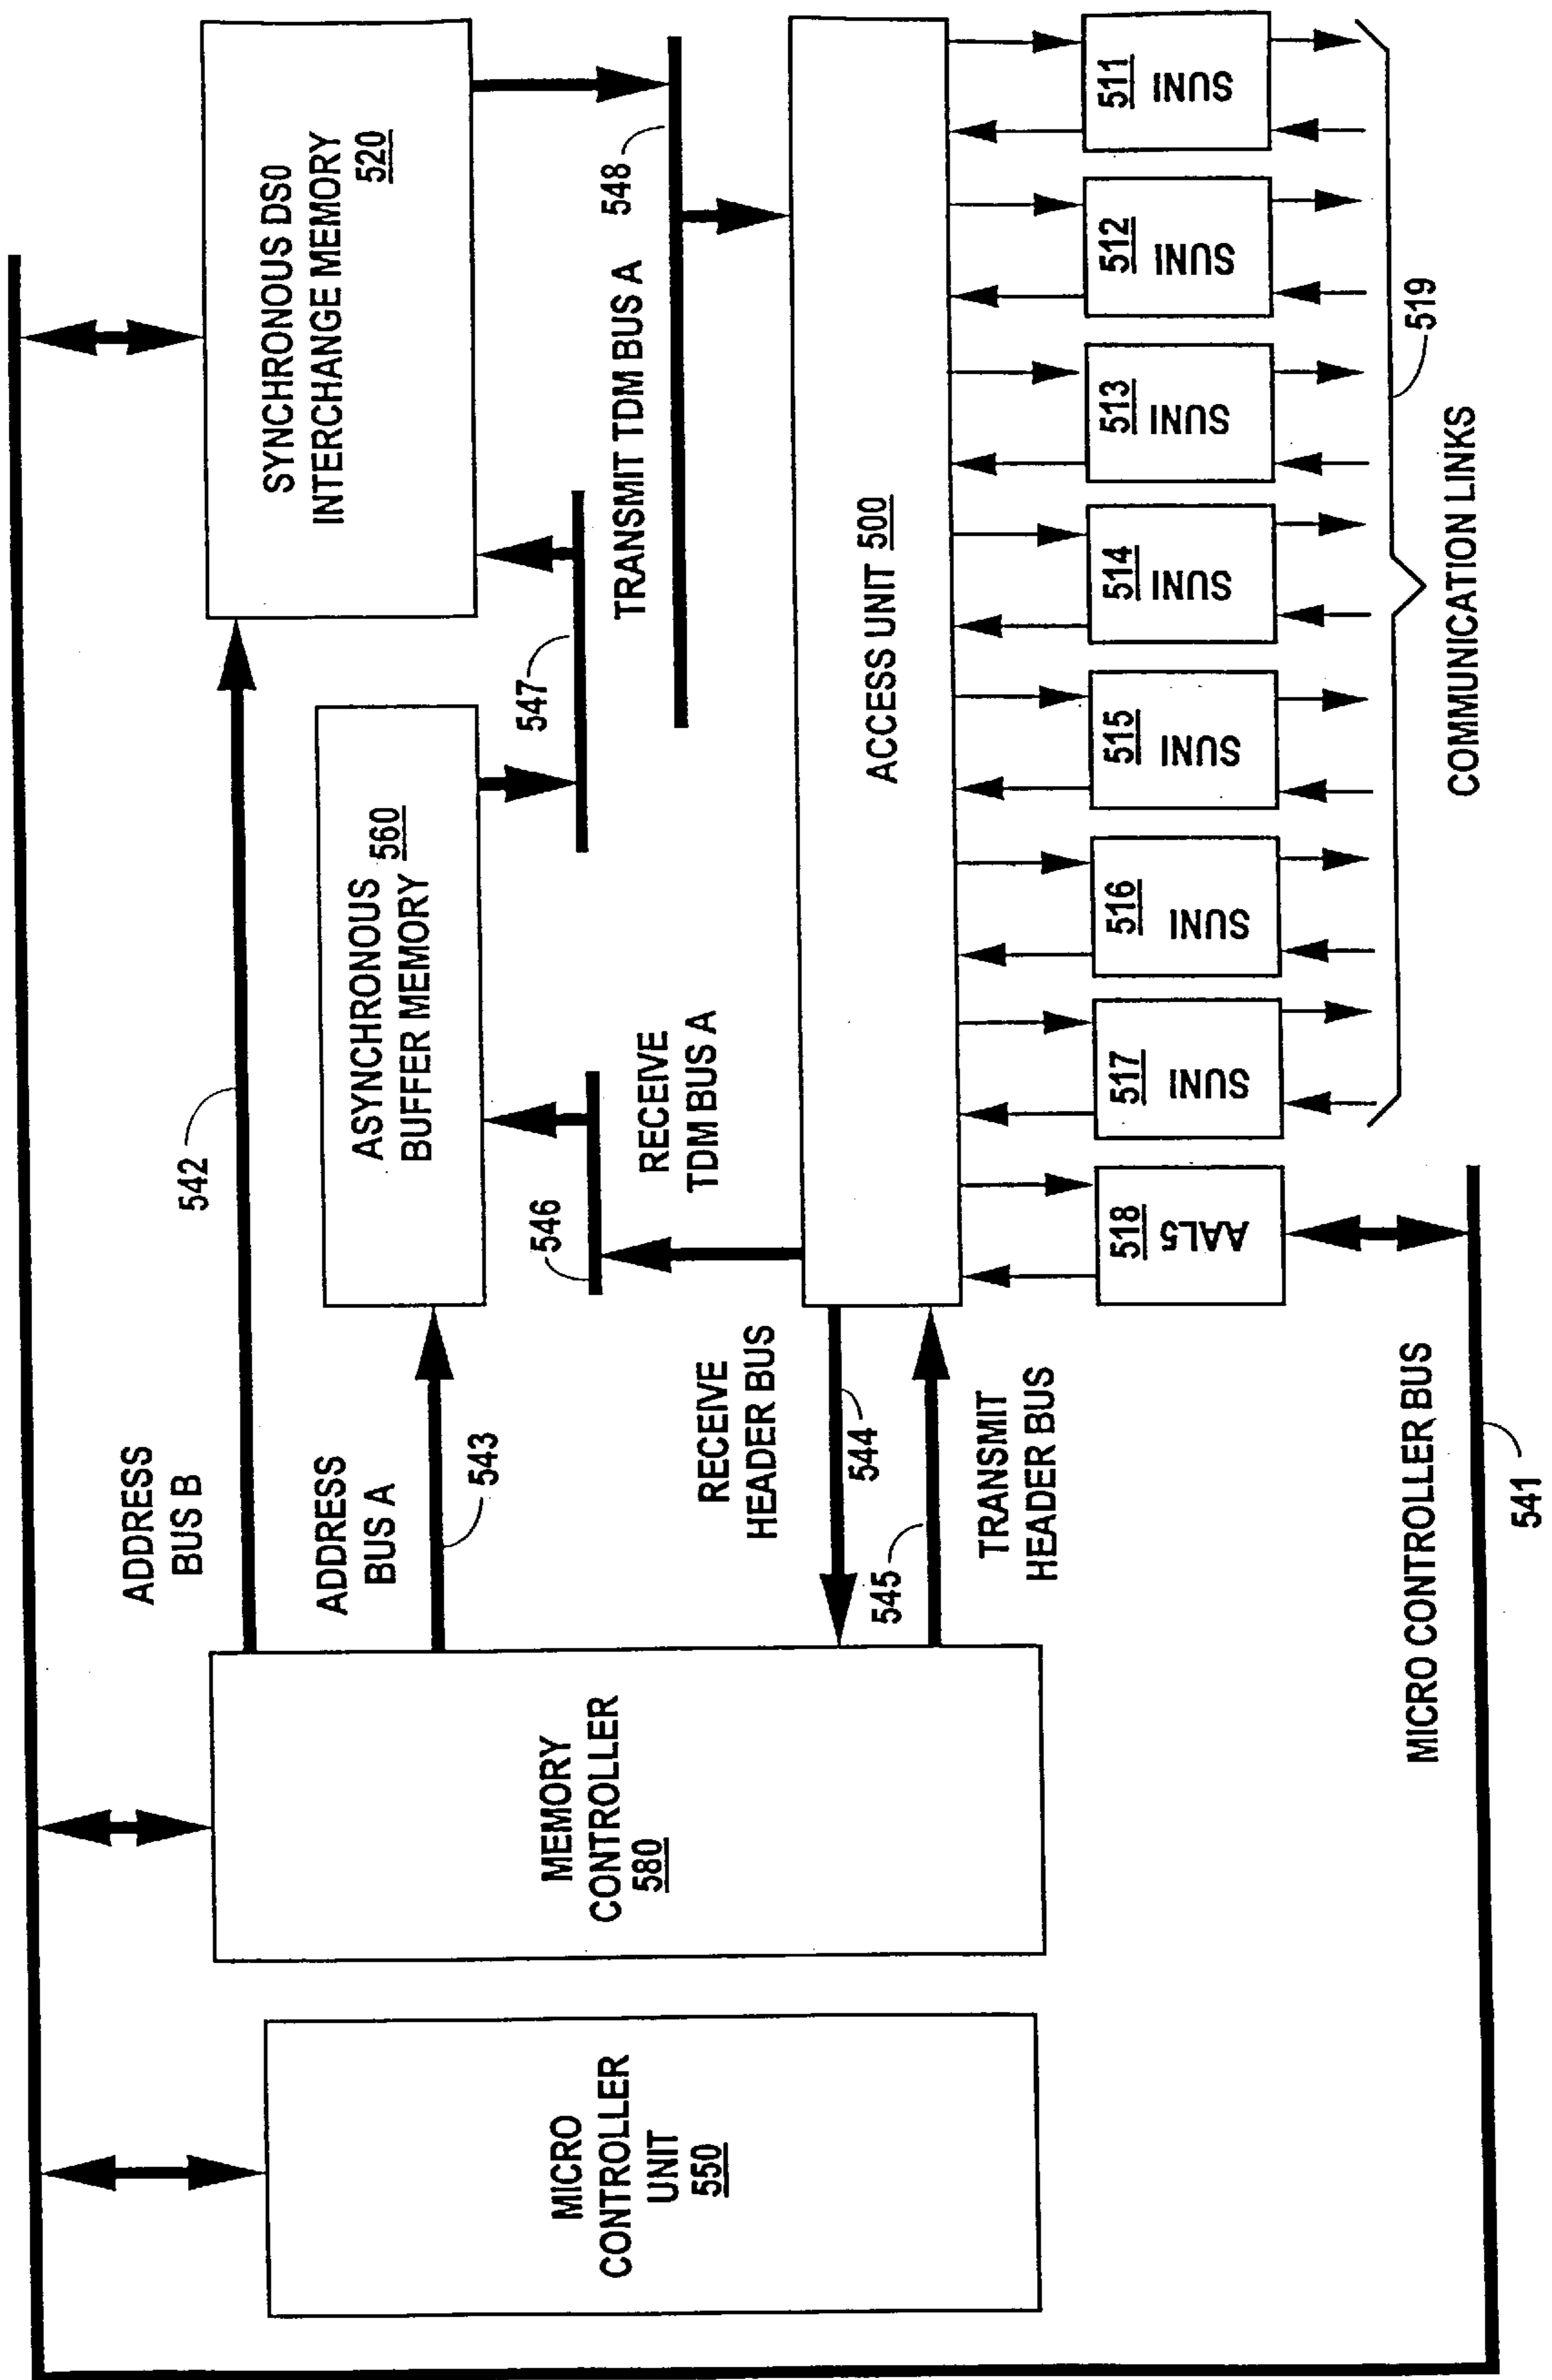 SYNCHRONOUS DS0
INTERCHANGE MEMORY
520
542
ASYNCHRONOUS
BUFFER MEMORY 560
547
TRANSMIT TDM BUS A
548
ADDRESS
BUS B
ADDRESS
BUS A
543
546
RECEIVE
TDM BUS A
MICRO
CONTROLLER
UNIT
550
MEMORY
CONTROLLER
580
RECEIVE
HEADER BUS
544
545
TRANSMIT
HEADER BUS
ACCESS UNIT 500
518
AAL5
517
SUNI
516
SUNI
515
SUNI
514
SUNI
513
SUNI
512
SUNI
511
SUNI
519
COMMUNICATION LINKS
MICRO CONTROLLER BUS
541